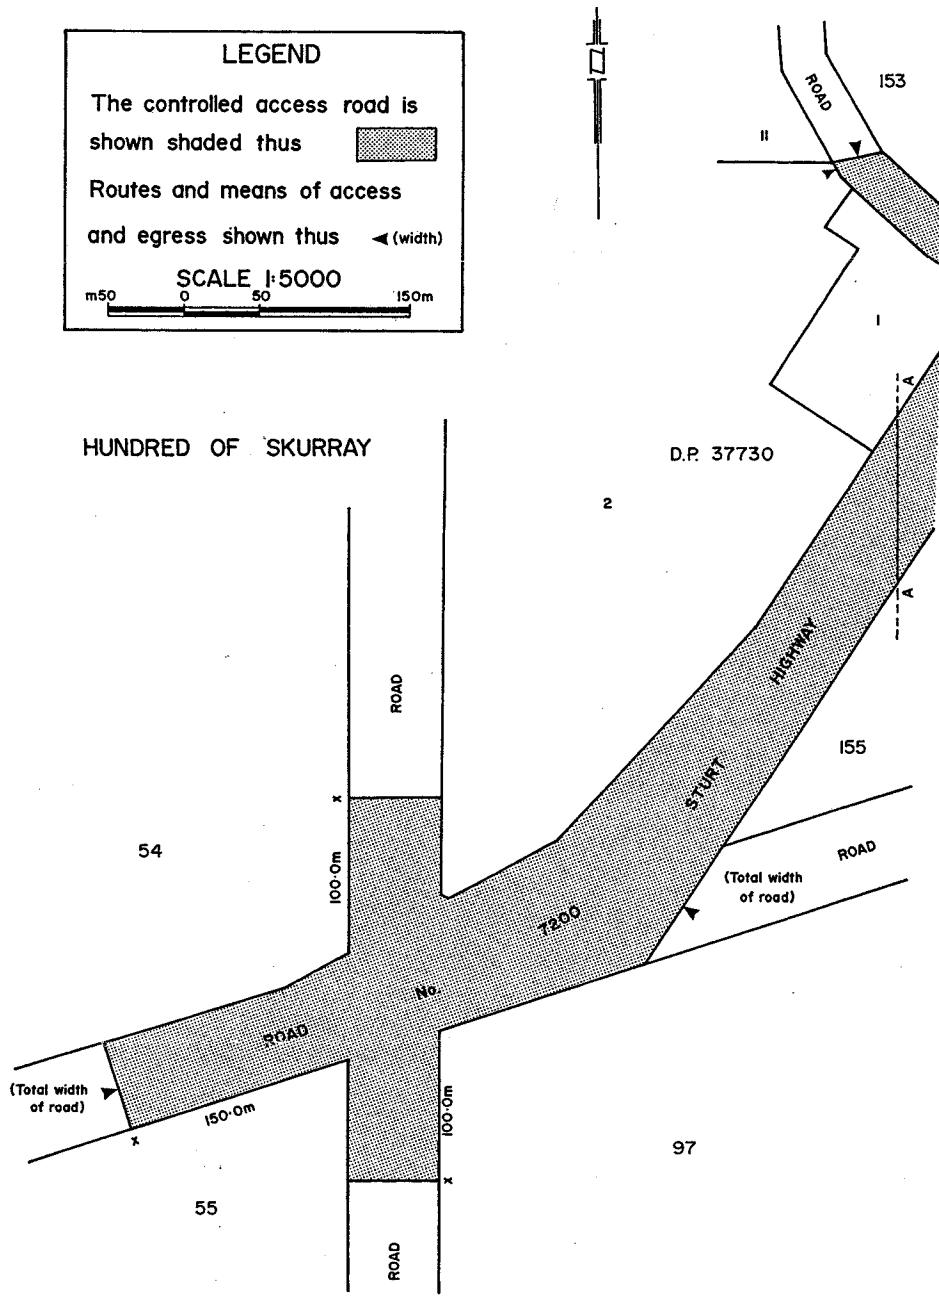 LEGEND
The controlled access road is
shown shaded thus
Routes and means of access
and egress shown thus (width)
SCALE 1:5000
m50 0 50 150m
ROAD
153
11
1
A
HUNDRED OF SKURRAY
D.P. 37730
2
A
HIGHWAY
ROAD
155
STURT
x
54
100·0m
ROAD
(Total width
of road)
7200
No.
ROAD
(Total width
of road)
150·0m
x
100·0m
x
97
55
ROAD